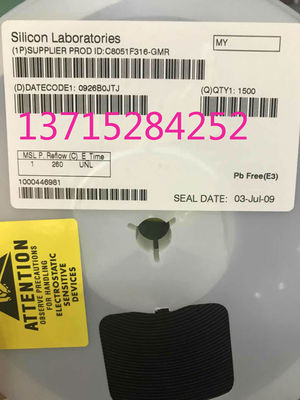 Silicon Laboratories
(1P)SUPPLIER PROD ID:C8051F316-GMR
MY
(D)DATECODE1: 0926B0JTJ
(Q)QTY1: 1500
13715284252
MSL P. Reflow (C) E_Time
1 260 UNL
1000446981
Pb Free(E3)
SEAL DATE: 03-Jul-09
ATTENTION
OBSERVE PRECAUTIONS
FOR HANDLING
ELECTROSTATIC
SENSITIVE
DEVICES